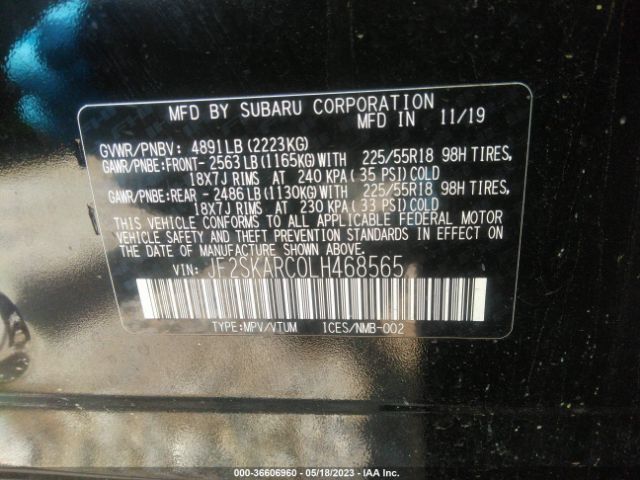 MFD BY SUBARU CORPORATION
MFD IN 11/19
GVWR/PNBV: 4891LB(2223KG)
GAWR/PNBE:FRONT- 2563LB(1165KG)WITH 225/55R18 98H TIRES,
18X7J RIMS AT 240 KPA(35 PSI)COLD
GAWR/PNBE:REAR - 2486LB(1130KG)WITH 225/55R18 98H TIRES,
18X7J RIMS AT 230 KPA(33 PSI)COLD
THIS VEHICLE CONFORMS TO ALL APPLICABLE FEDERAL MOTOR
VEHICLE SAFETY AND THEFT PREVENTION STANDARDS IN EFFECT ON
THE DATE OF MANUFACTURE SHOWN ABOVE.
VIN: JF2SKARC0LH468565
TYPE:MPV/VTUM ICES/NMB-002
000-36606960 - 05/18/2023 - IAA Inc.